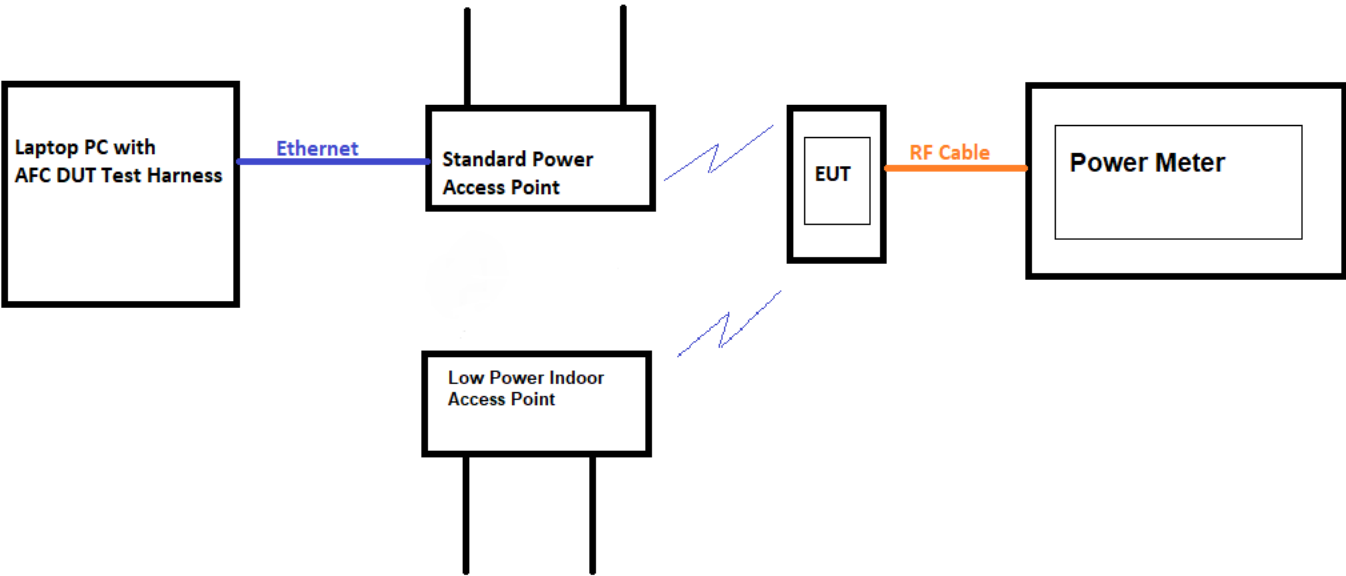 Laptop PC with
AFC DUT Test Harness
Ethernet
Standard Power
Access Point
EUT
RF Cable
Power Meter
Low Power Indoor
Access Point